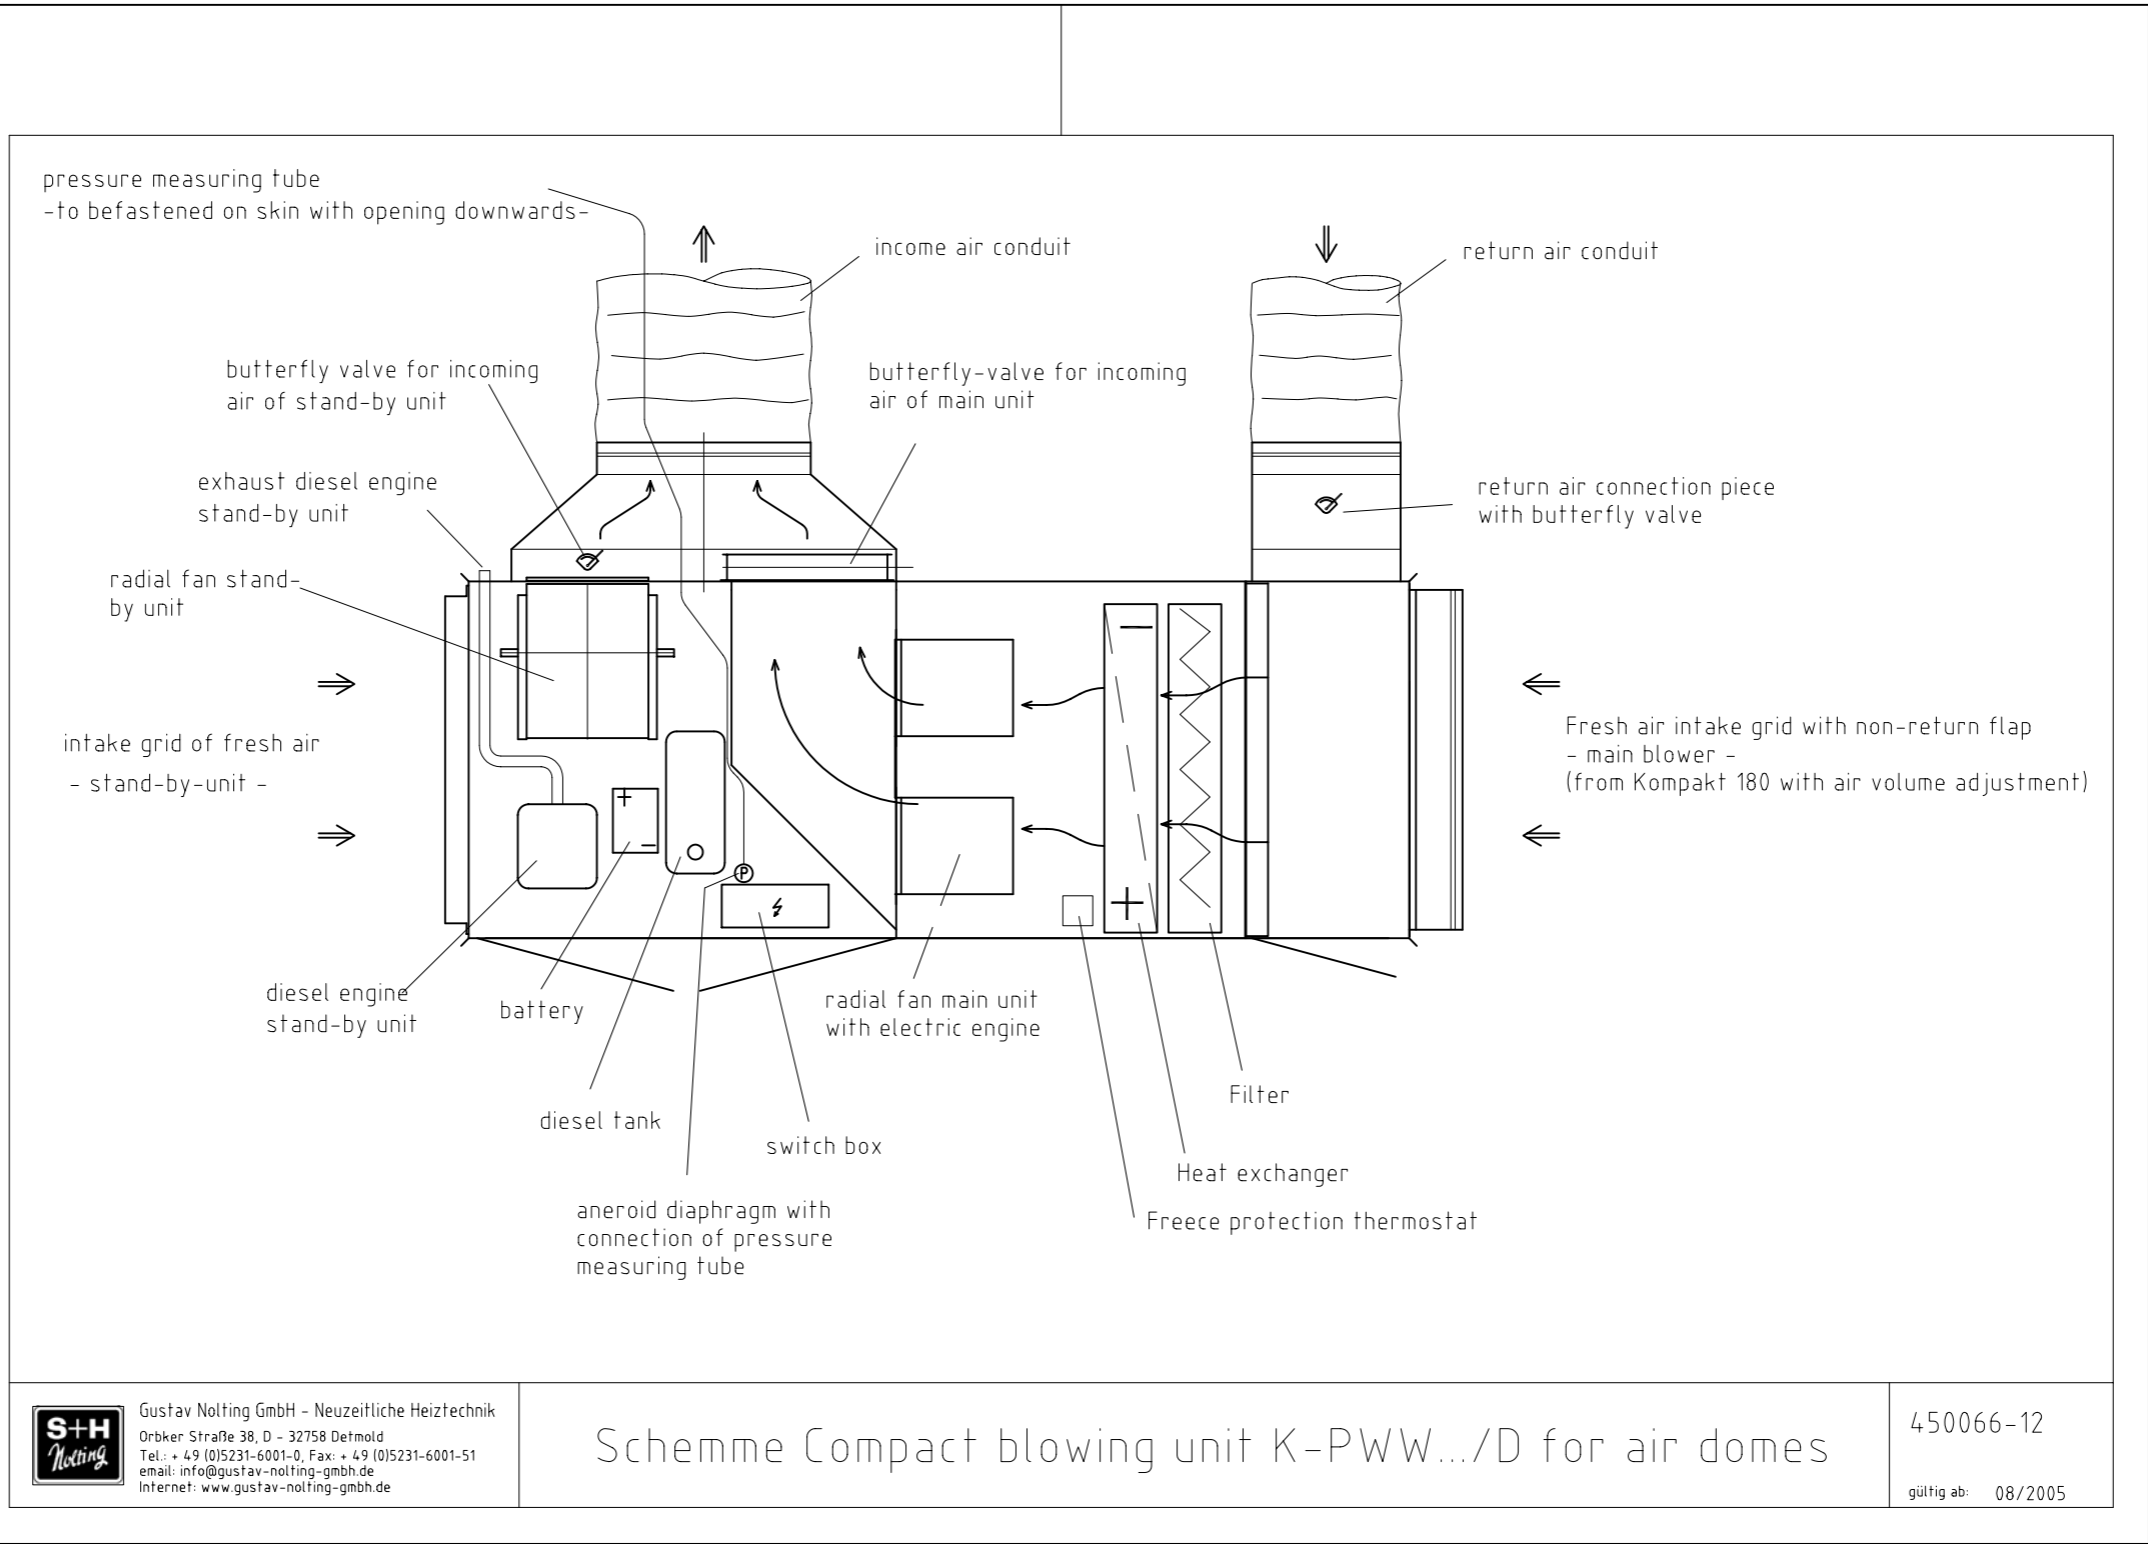 pressure measuring tube
-to befastened on skin with opening downwards-
income air conduit
return air conduit
butterfly valve for incoming
air of stand-by unit
butterfly-valve for incoming
air of main unit
exhaust diesel engine
stand-by unit
return air connection piece
with butterfly valve
radial fan stand-
by unit
intake grid of fresh air
- stand-by-unit -
Fresh air intake grid with non-return flap
- main blower -
(from Kompakt 180 with air volume adjustment)
+
-
P
-
+
diesel engine
stand-by unit
battery
radial fan main unit
with electric engine
diesel tank
switch box
Filter
Heat exchanger
Freece protection thermostat
aneroid diaphragm with
connection of pressure
measuring tube
S+H
Nolting
Gustav Nolting GmbH - Neuzeitliche Heiztechnik
Orbker Straße 38, D - 32758 Detmold
Tel.: + 49 (0)5231-6001-0, Fax: + 49 (0)5231-6001-51
email: info@gustav-nolting-gmbh.de
Internet: www.gustav-nolting-gmbh.de
Schemme Compact blowing unit K-PWW.../D for air domes
450066-12
gültig ab: 08/2005